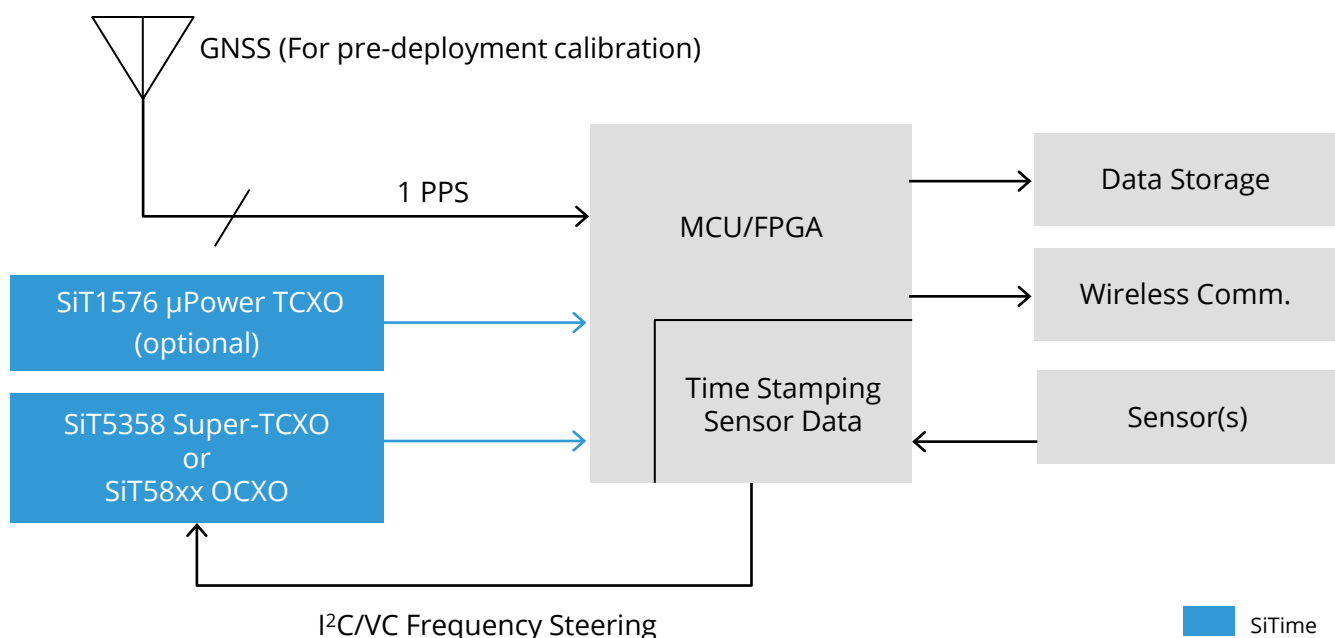 GNSS (For pre-deployment calibration)
1 PPS
MCU/FPGA
Data Storage
SiT1576 µPower TCXO
(optional)
Wireless Comm.
Time Stamping
Sensor Data
SiT5358 Super-TCXO
or
SiT58xx OCXO
Sensor(s)
I²C/VC Frequency Steering
SiTime